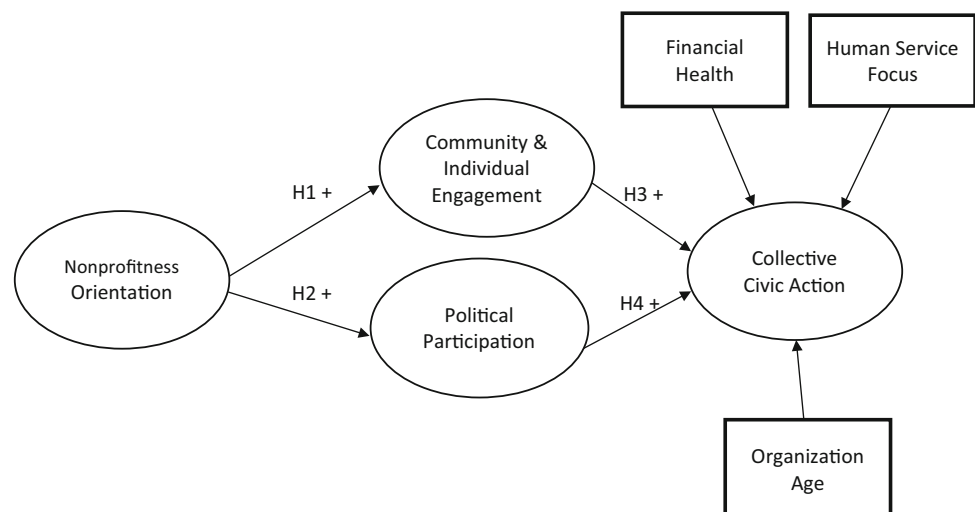 Financial
Health
Human Service
Focus
Community &
Individual
Engagement
H1 +
H3 +
Nonprofitness
Orientation
Collective
Civic Action
H2 +
H4 +
Political
Participation
Organization
Age